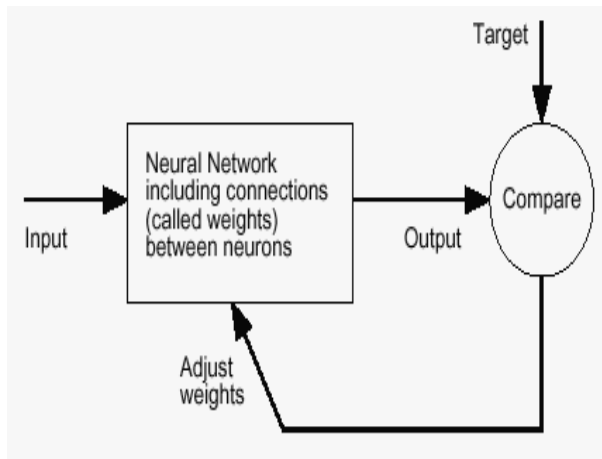 Target
Neural Network
including connections
(called weights)
between neurons
Compare
Input
Output
Adjust
weights